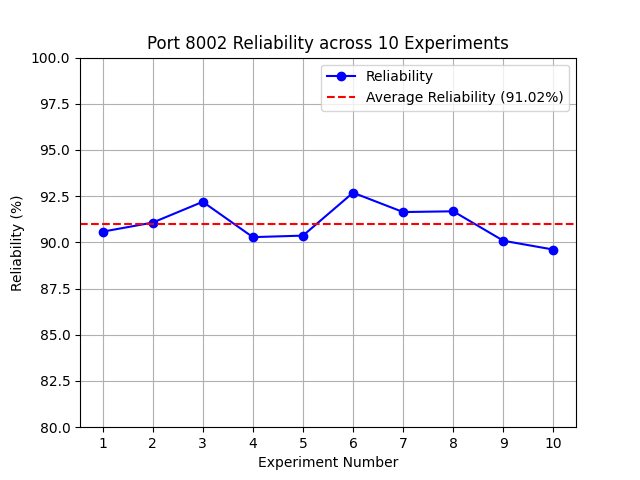 Port 8002 Reliability across 10 Experiments
Reliability
Average Reliability (91.02%)
Reliability (%)
100.0
97.5
95.0
92.5
90.0
87.5
85.0
82.5
80.0
1 2 3 4 5 6 7 8 9 10
Experiment Number